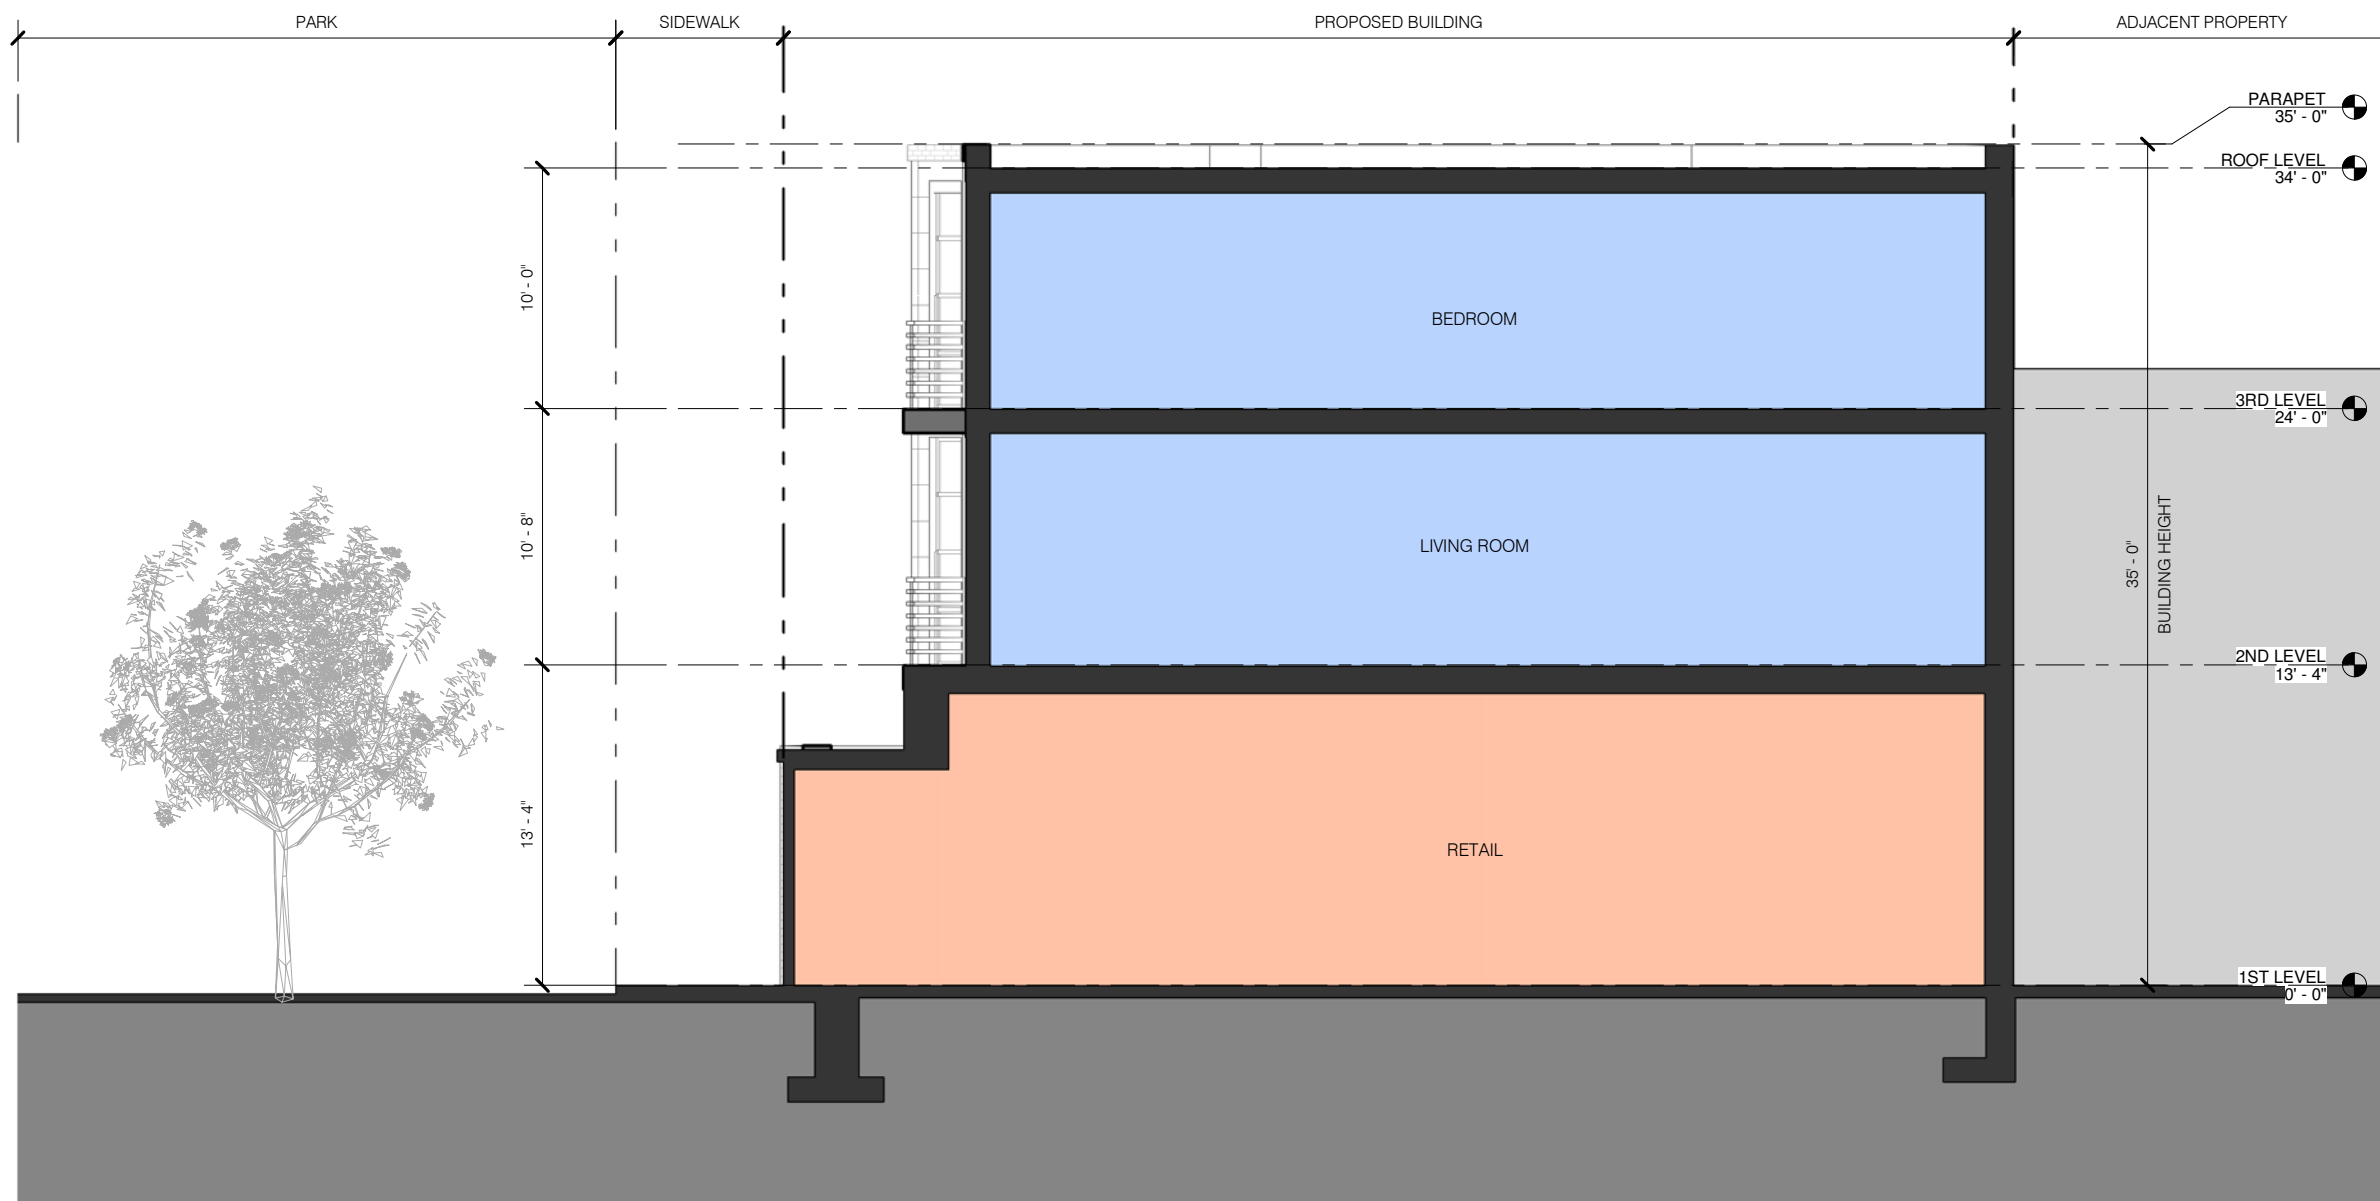 PARK
SIDEWALK
PROPOSED BUILDING
ADJACENT PROPERTY
PARAPET
35' - 0"
ROOF LEVEL
34' - 0"
10' - 0"
BEDROOM
3RD LEVEL
24' - 0"
10' - 8"
LIVING ROOM
35' - 0"
BUILDING HEIGHT
2ND LEVEL
13' - 4"
13' - 4"
RETAIL
1ST LEVEL
0' - 0"